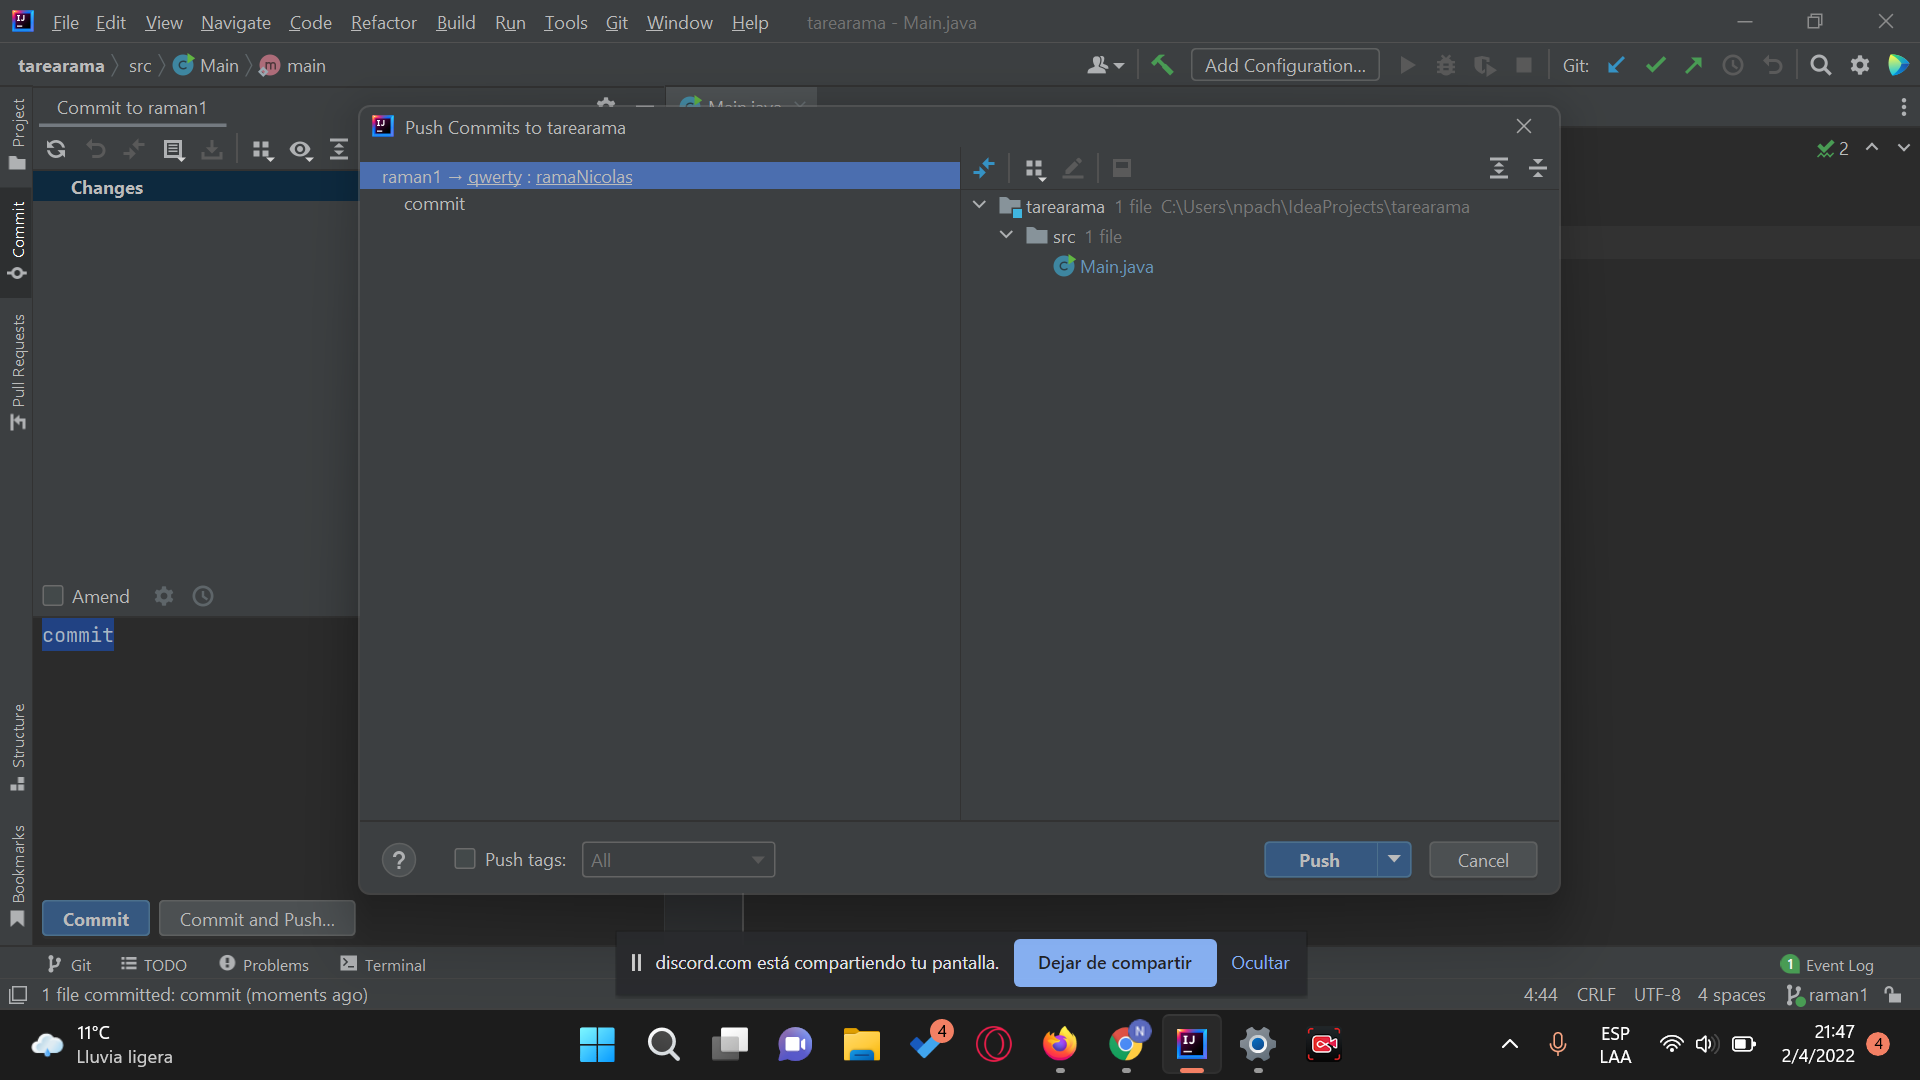 File Edit View Navigate Code Refactor Build Run Tools Git Window Help tarearama - Main.java
tarearama src Main main Add Configuration... Git:
Commit to raman1 Main.java
Push Commits to tarearama
2
Changes
raman1 → qwerty : ramaNicolas
commit
tarearama 1 file C:\Users\npach\IdeaProjects\tarearama
src 1 file
Main.java
Project
Commit
Pull Requests
Structure
Bookmarks
Amend
commit
? Push tags: All Push Cancel
Commit Commit and Push...
discord.com está compartiendo tu pantalla. Dejar de compartir Ocultar
Git TODO Problems Terminal 1 Event Log
1 file committed: commit (moments ago) 4:44 CRLF UTF-8 4 spaces raman1
11°C
Lluvia ligera
4
N
ESP
LAA
21:47
2/4/2022
4